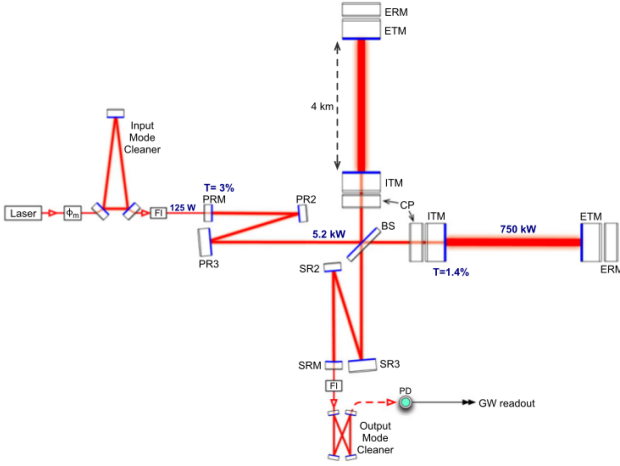 ERM
ETM
4 km
Input
Mode
Cleaner
ITM
T= 3%
PRM
PR2
CP
Laser
ϕm
FI
125 W
BS
ITM
ETM
5.2 kW
750 kW
PR3
SR2
T=1.4%
ERM
SRM
SR3
FI
PD
GW readout
Output
Mode
Cleaner